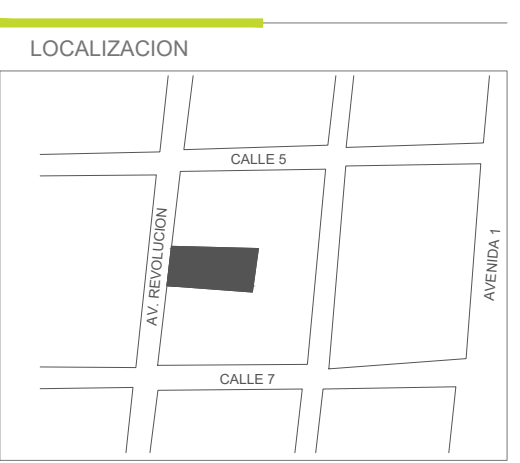 LOCALIZACION
CALLE 5
AV. REVOLUCION
AVENIDA 1
CALLE 7